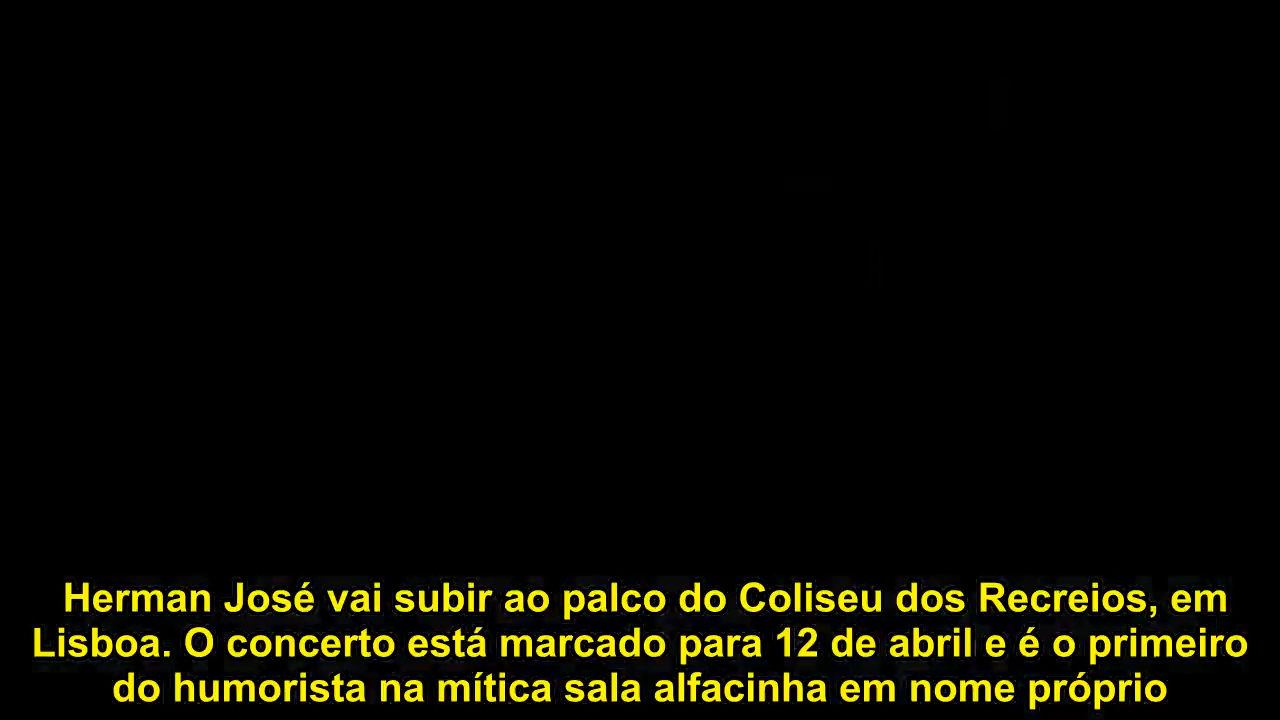 Herman José vai subir ao palco do Coliseu dos Recreios, em
Lisboa. O concerto está marcado para 12 de abril e é o primeiro
do humorista na mítica sala alfacinha em nome próprio